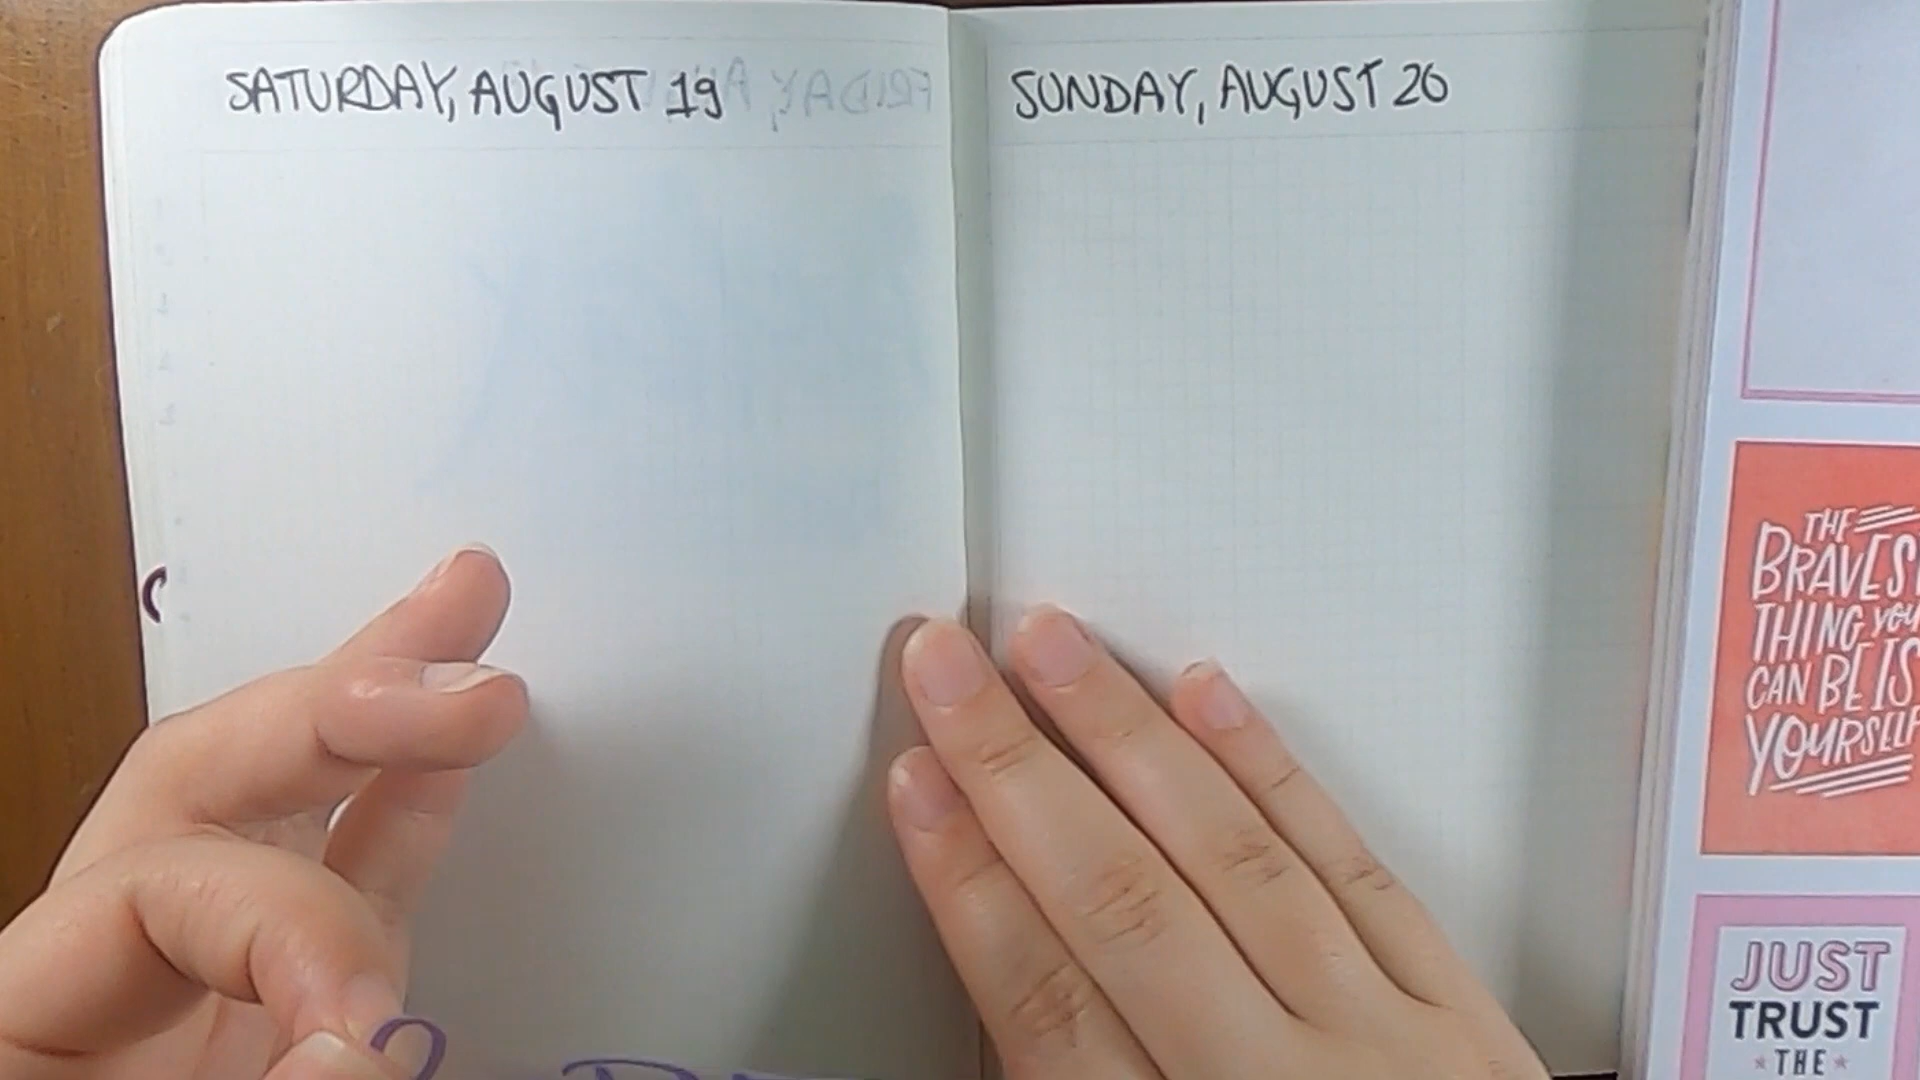 SATURDAY, AUGUST 19
SUNDAY, AUGUST 20
THE
BRAVEST
THING YOU
CAN BE IS
YOURSELF
JUST
TRUST
THE